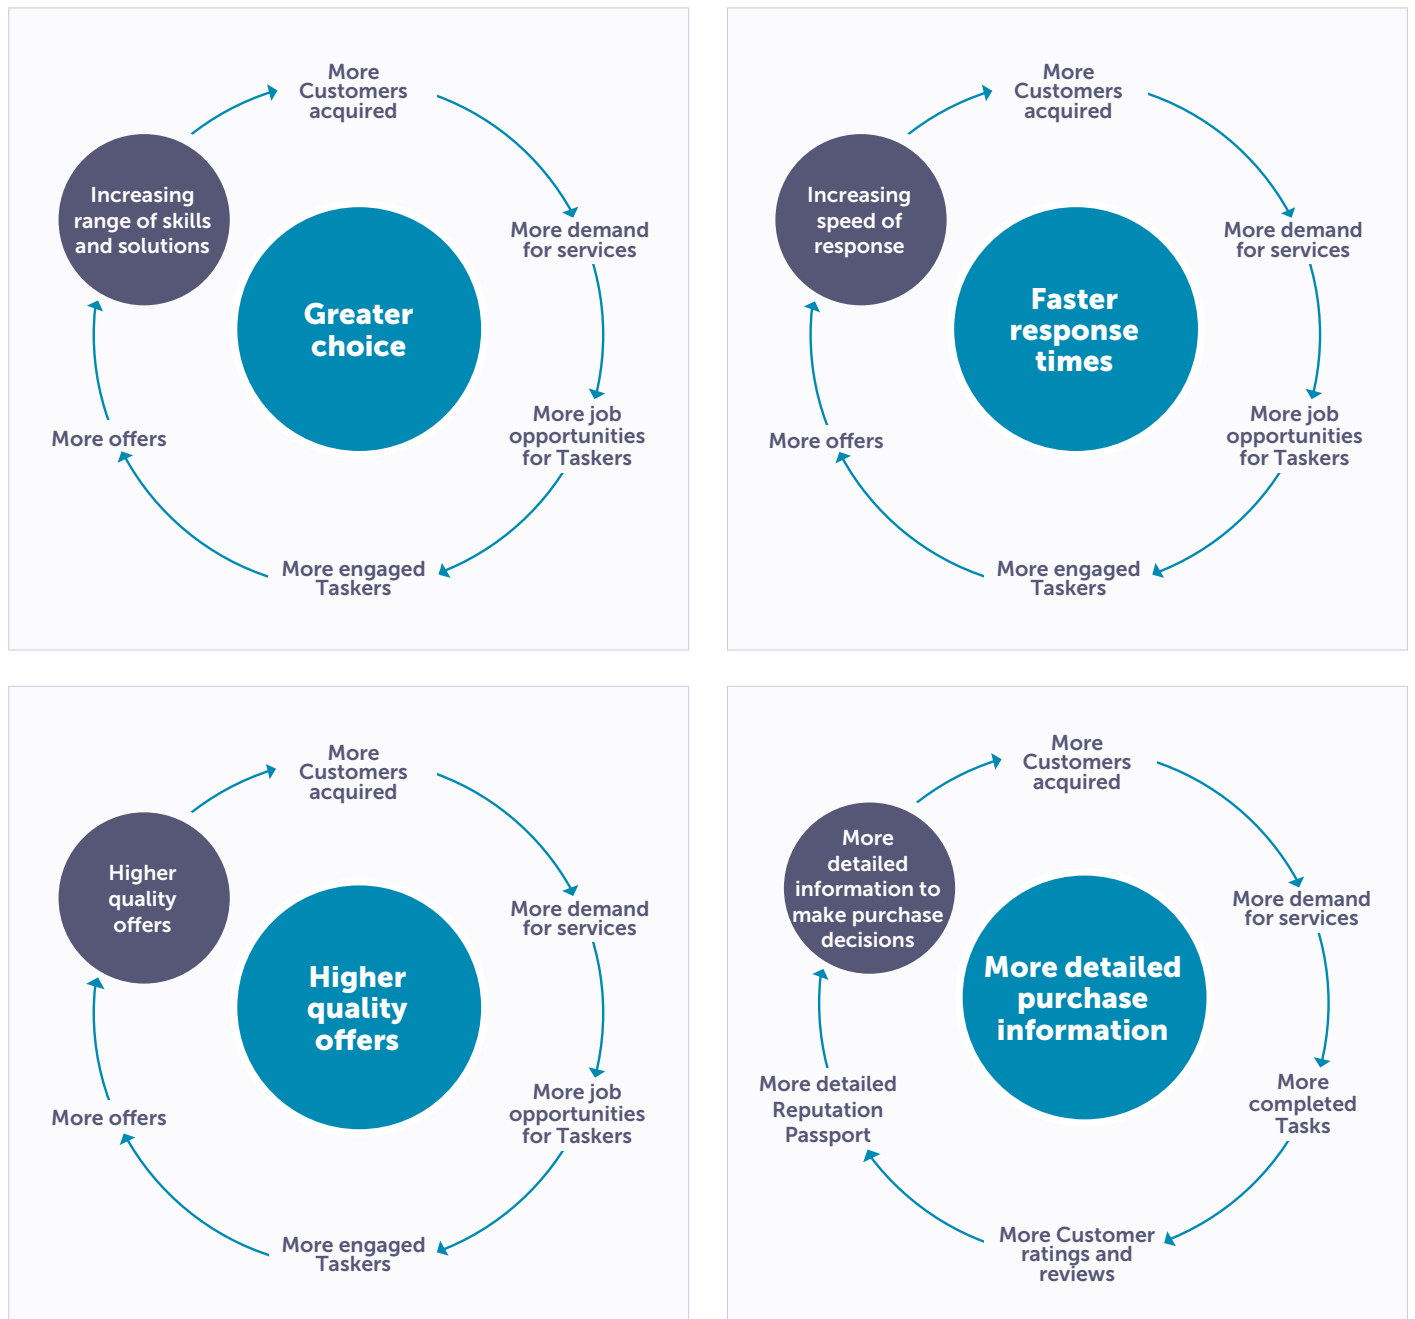 More
Customers
acquired
Increasing
range of skills
and solutions
More demand
for services
Greater
choice
More job
opportunities
for Taskers
More offers
More engaged
Taskers
More
Customers
acquired
Increasing
speed of
response
More demand
for services
Faster
response
times
More job
opportunities
for Taskers
More offers
More engaged
Taskers
More
Customers
acquired
Higher
quality
offers
More demand
for services
Higher
quality
offers
More job
opportunities
for Taskers
More offers
More engaged
Taskers
More
Customers
acquired
More
detailed
information to
make purchase
decisions
More demand
for services
More detailed
purchase
information
More
completed
Tasks
More detailed
Reputation
Passport
More Customer
ratings and
reviews